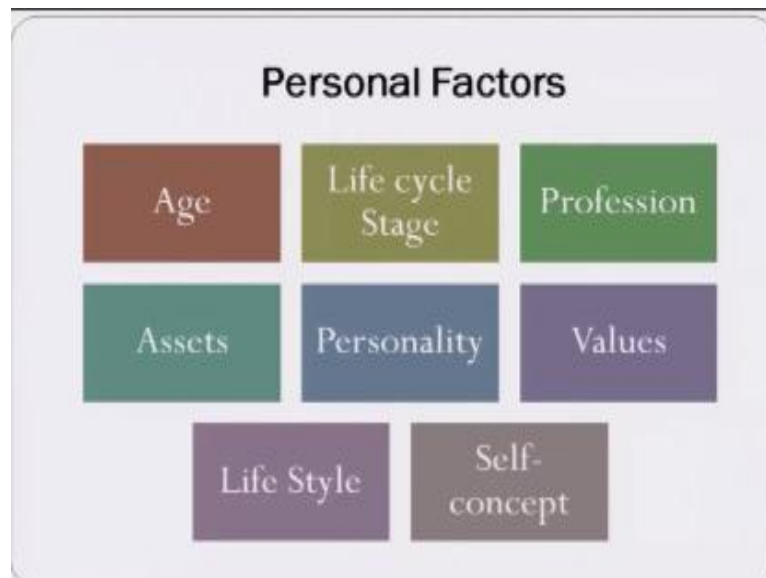 Personal Factors
Age
Life cycle
Stage
Profession
Assets
Personality
Values
Life Style
Self-
concept